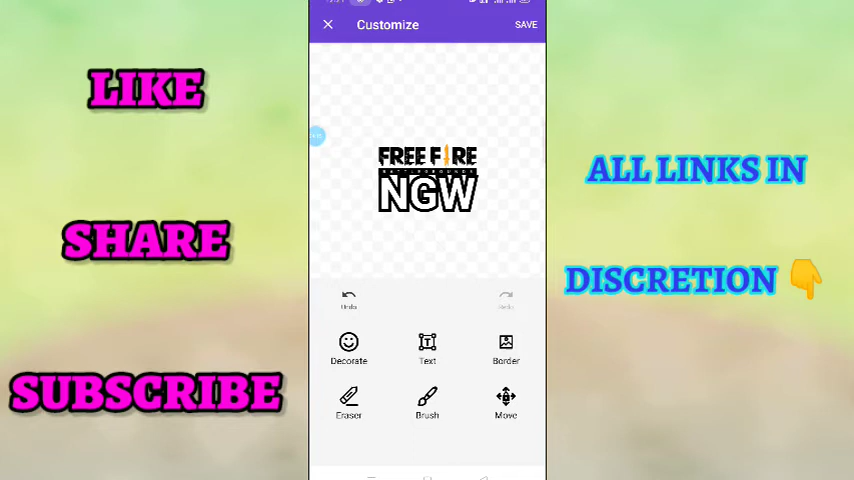 Customize
SAVE
LIKE
SHARE
SUBSCRIBE
FREE FIRE
BATTLEGROUNDS
NGW
ALL LINKS IN
DISCRETION 👇
Undo
Redo
Decorate
Text
Border
Eraser
Brush
Move